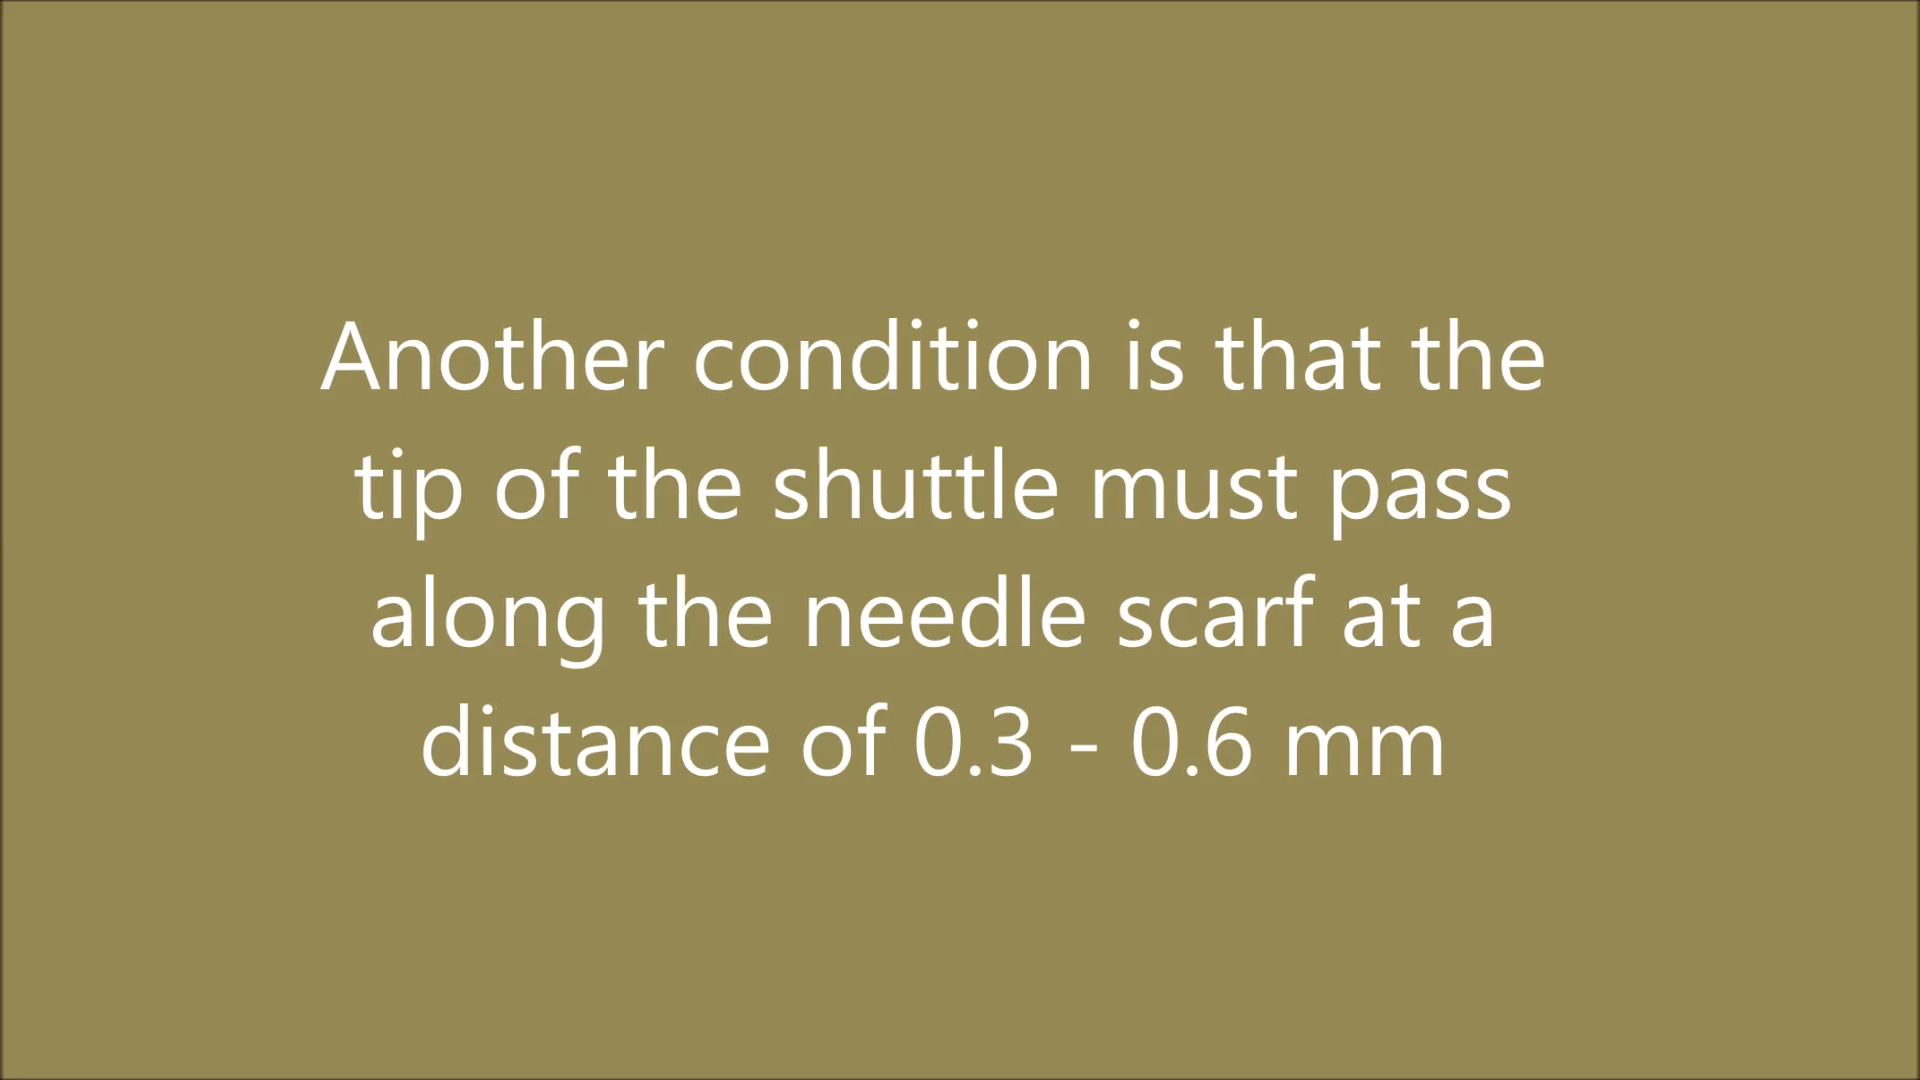 Another condition is that the
tip of the shuttle must pass
along the needle scarf at a
distance of 0.3 - 0.6 mm